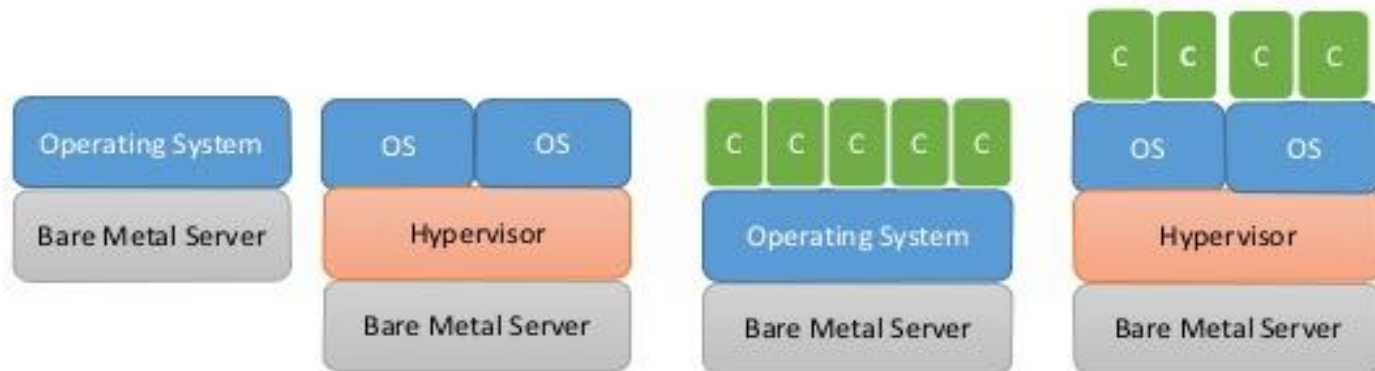 C C C C
Operating System
OS OS
C C C C C
OS OS
Bare Metal Server
Hypervisor
Operating System
Hypervisor
Bare Metal Server
Bare Metal Server
Bare Metal Server